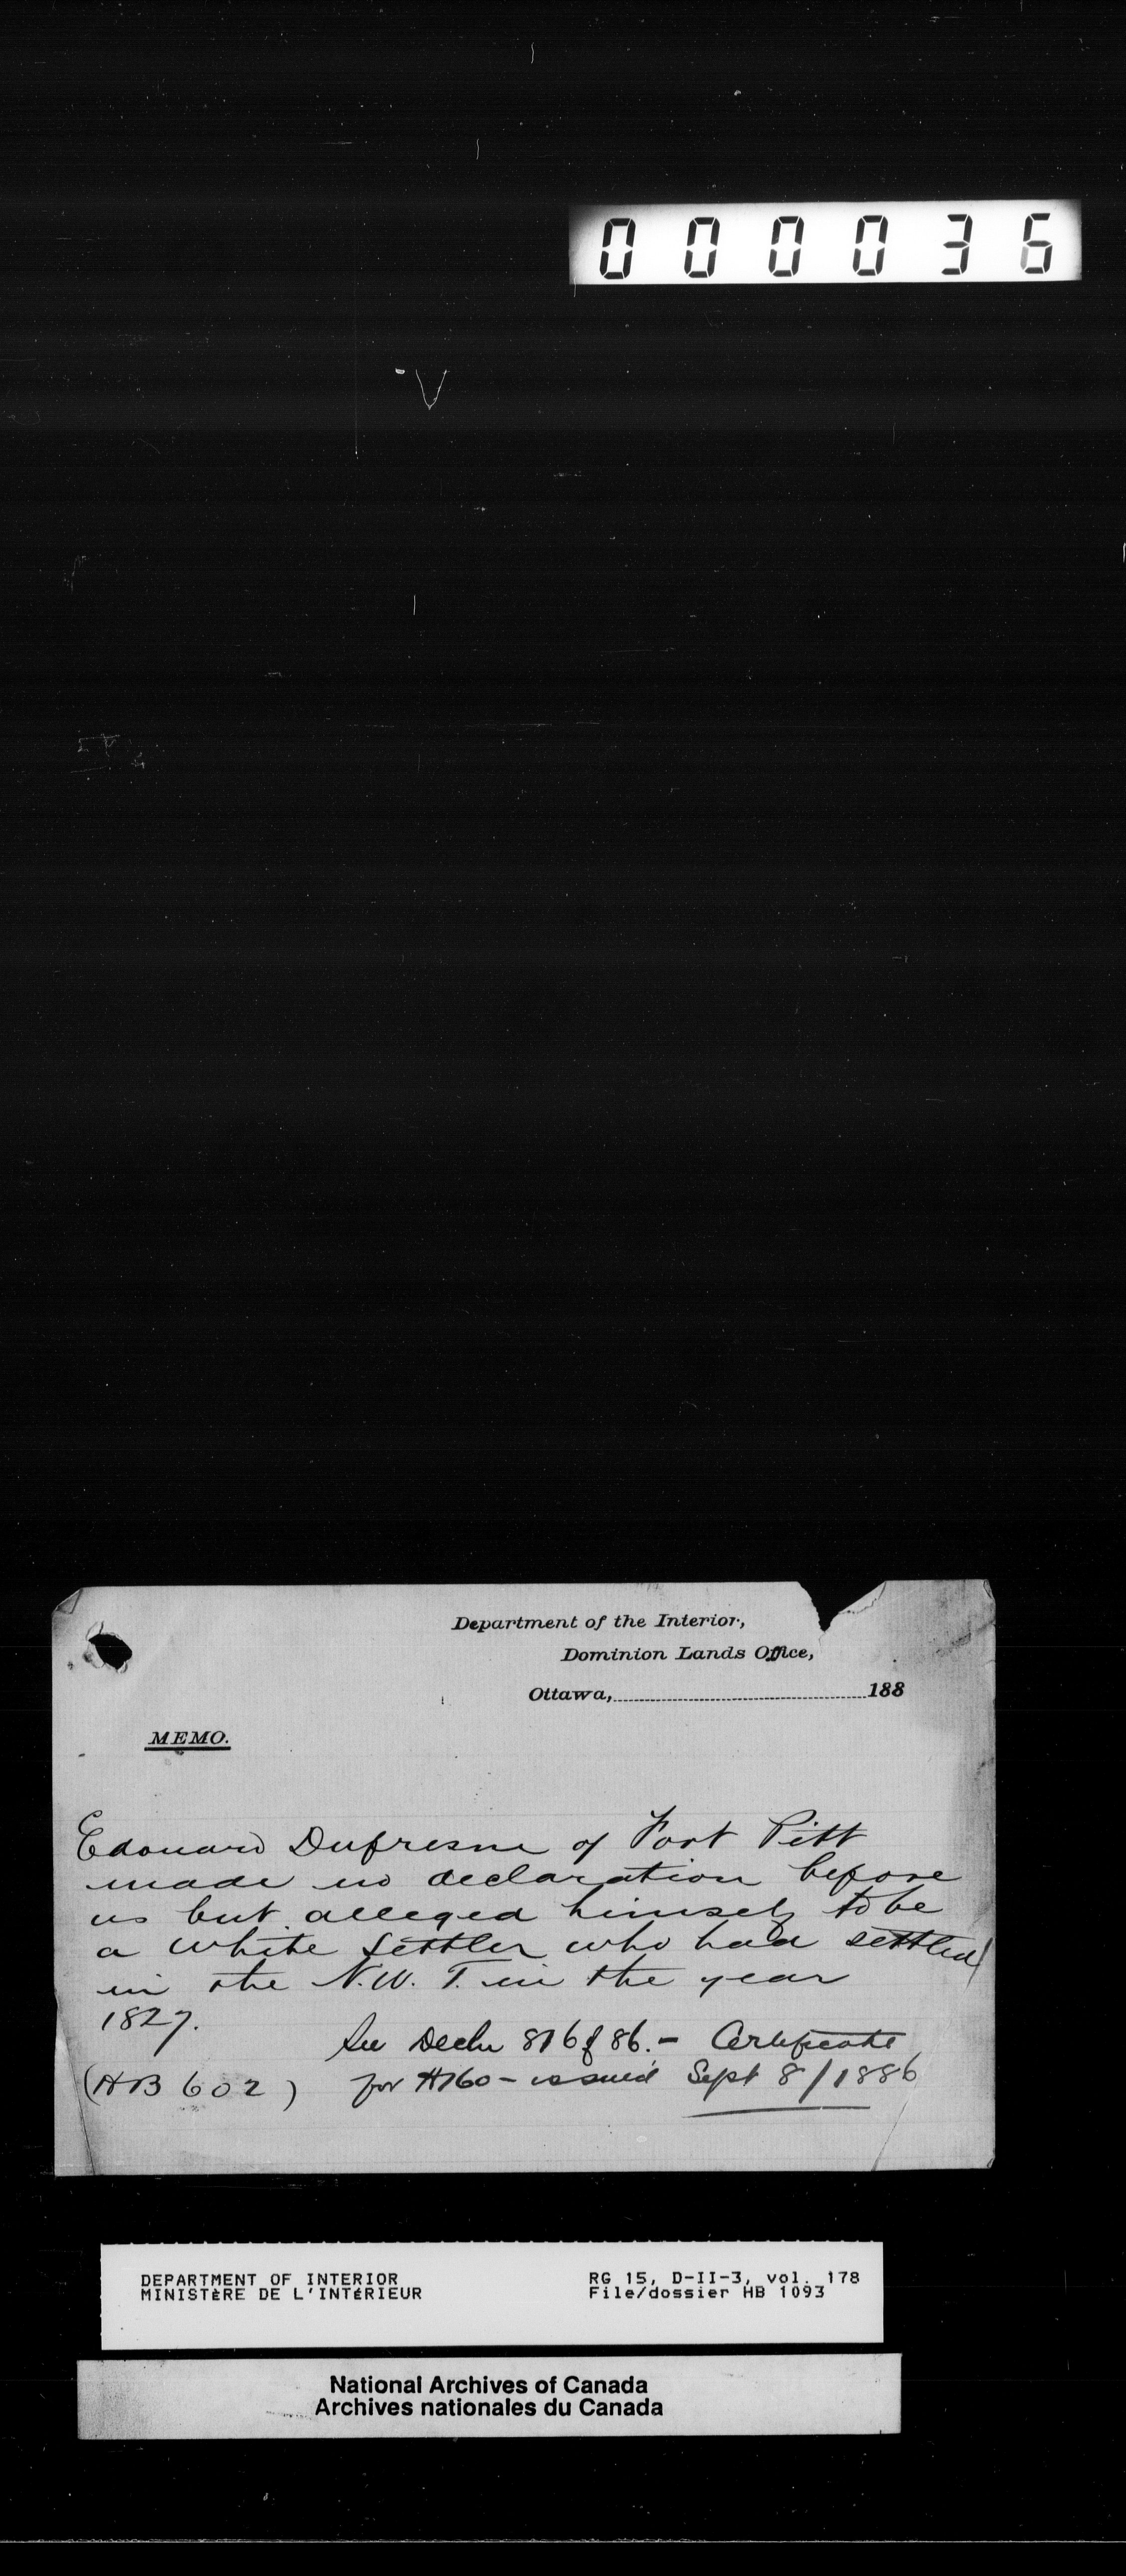 000036
Department of the Interior,
Dominion Lands Office,
Ottawa, 188
MEMO.
Edouard Dufresne of Fort Pitt
made no declaration before
us but alleged himself to be
a white settler who had settled
in the N.W.T. in the year
1827.
See Decln 816 of 86. - Certificate
(HB 602) for $160 - issued Sept 8/1886
DEPARTMENT OF INTERIOR
MINISTÈRE DE L'INTÉRIEUR
RG 15, D-II-3, vol. 178
File/dossier HB 1093
National Archives of Canada
Archives nationales du Canada